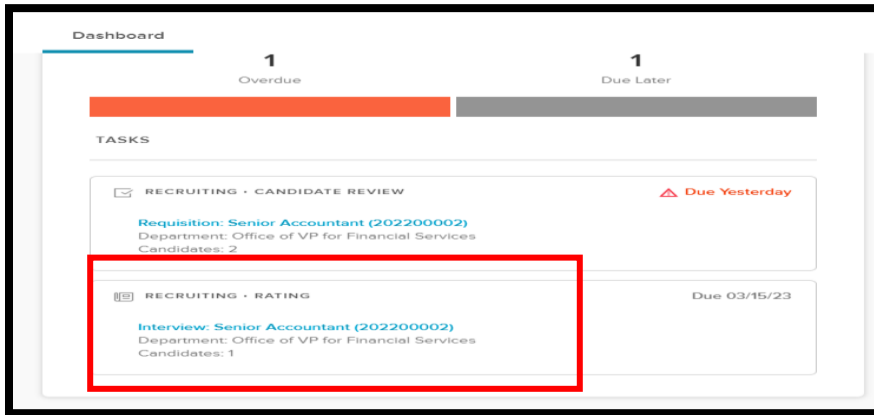 Dashboard
1
Overdue
1
Due Later
TASKS
RECRUITING • CANDIDATE REVIEW
Due Yesterday
Requisition: Senior Accountant (202200002)
Department: Office of VP for Financial Services
Candidates: 2
RECRUITING • RATING
Due 03/15/23
Interview: Senior Accountant (202200002)
Department: Office of VP for Financial Services
Candidates: 1